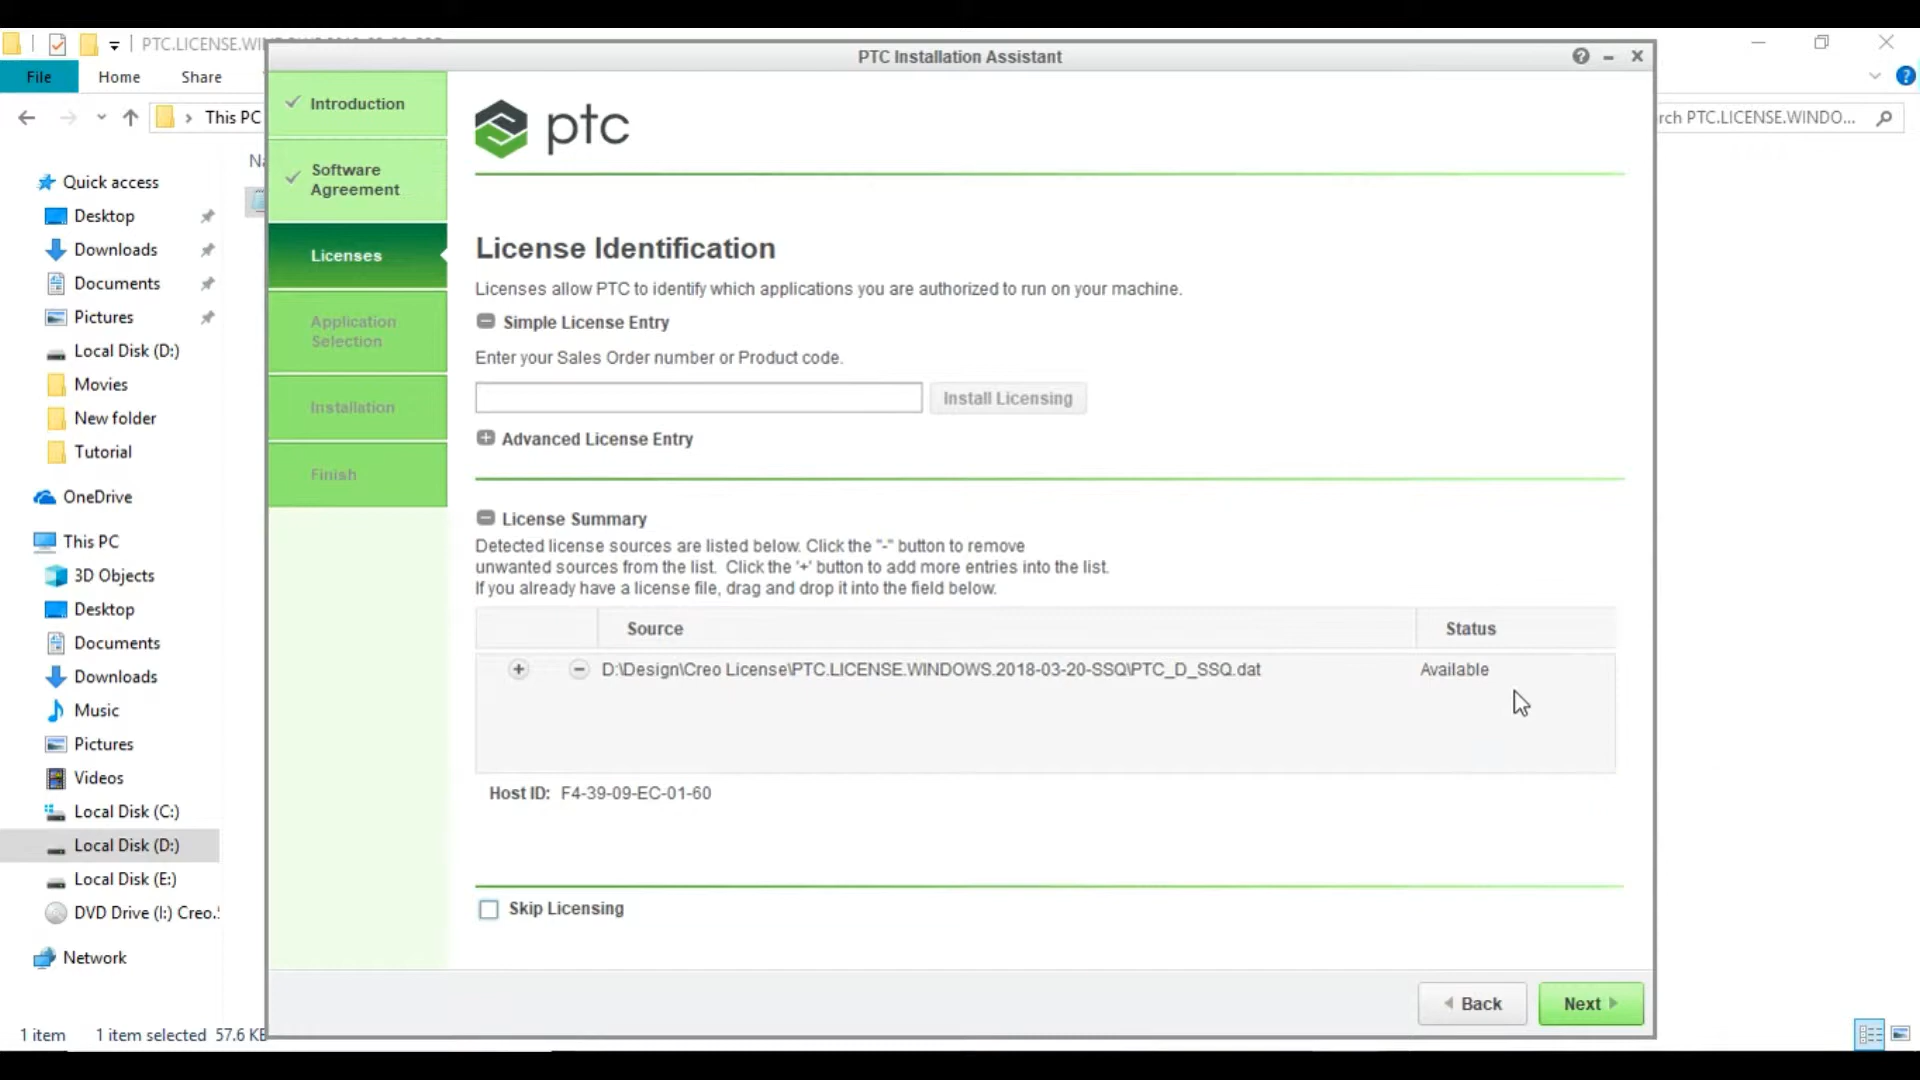 PTC.LICENSE.WINDOWS.2018-03-20-SSQ
PTC Installation Assistant
File
Home
Share
This PC
rch PTC.LICENSE.WINDO...
Na
Quick access
Desktop
Downloads
Documents
Pictures
Local Disk (D:)
Movies
New folder
Tutorial
OneDrive
This PC
3D Objects
Desktop
Documents
Downloads
Music
Pictures
Videos
Local Disk (C:)
Local Disk (D:)
Local Disk (E:)
DVD Drive (I:) Creo.5
Network
1 item
1 item selected 57.6 KB
Introduction
Software
Agreement
Licenses
Application
Selection
Installation
Finish
ptc
License Identification
Licenses allow PTC to identify which applications you are authorized to run on your machine.
Simple License Entry
Enter your Sales Order number or Product code.
Install Licensing
Advanced License Entry
License Summary
Detected license sources are listed below. Click the "-" button to remove
unwanted sources from the list. Click the '+' button to add more entries into the list.
If you already have a license file, drag and drop it into the field below.
Source
Status
D:\Design\Creo License\PTC.LICENSE.WINDOWS.2018-03-20-SSQ\PTC_D_SSQ.dat
Available
Host ID: F4-39-09-EC-01-60
Skip Licensing
Back
Next